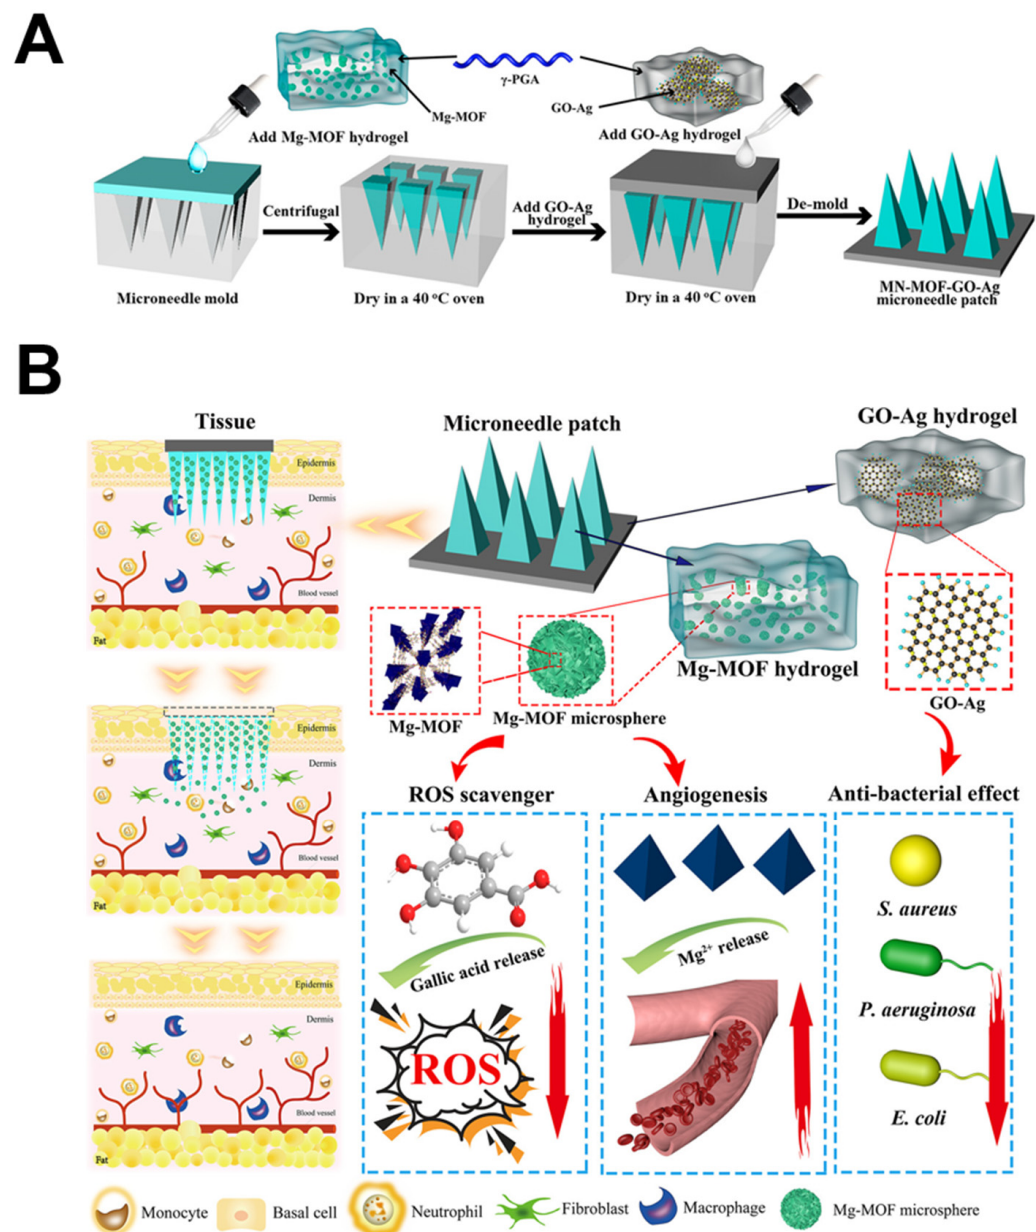 A
γ-PGA
Mg-MOF
GO-Ag
Add Mg-MOF hydrogel
Add GO-Ag hydrogel
Centrifugal
Add GO-Ag
hydrogel
De-mold
Microneedle mold
Dry in a 40 °C oven
Dry in a 40 °C oven
MN-MOF-GO-Ag
microneedle patch
B
Tissue
Epidermis
Dermis
Blood vessel
Fat
Epidermis
Dermis
Blood vessel
Fat
Epidermis
Dermis
Blood vessel
Fat
Microneedle patch
GO-Ag hydrogel
Mg-MOF hydrogel
Mg-MOF
Mg-MOF microsphere
GO-Ag
ROS scavenger
Angiogenesis
Anti-bacterial effect
Gallic acid release
ROS
Mg²⁺ release
S. aureus
P. aeruginosa
E. coli
Monocyte
Basal cell
Neutrophil
Fibroblast
Macrophage
Mg-MOF microsphere